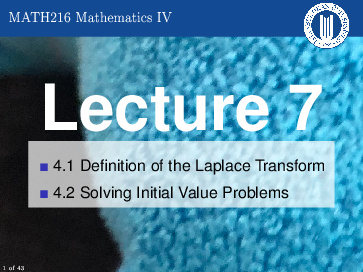 MATH216 Mathematics IV
Lecture 7
4.1 Definition of the Laplace Transform
4.2 Solving Initial Value Problems
1 of 43